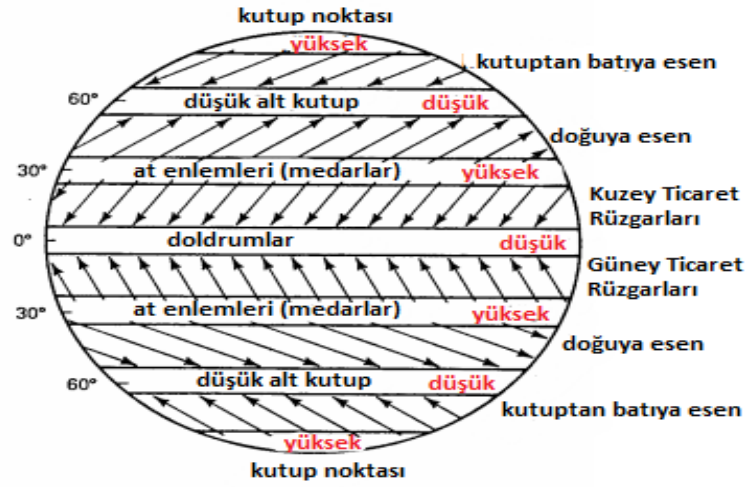 kutup noktası
yüksek
kutuptan batıya esen
60°
düşük alt kutup düşük
doğuya esen
30°
at enlemleri (medarlar) yüksek
Kuzey Ticaret
Rüzgarları
0°
doldrumlar düşük
Güney Ticaret
Rüzgarları
30°
at enlemleri (medarlar) yüksek
doğuya esen
60°
düşük alt kutup düşük
kutuptan batıya esen
yüksek
kutup noktası